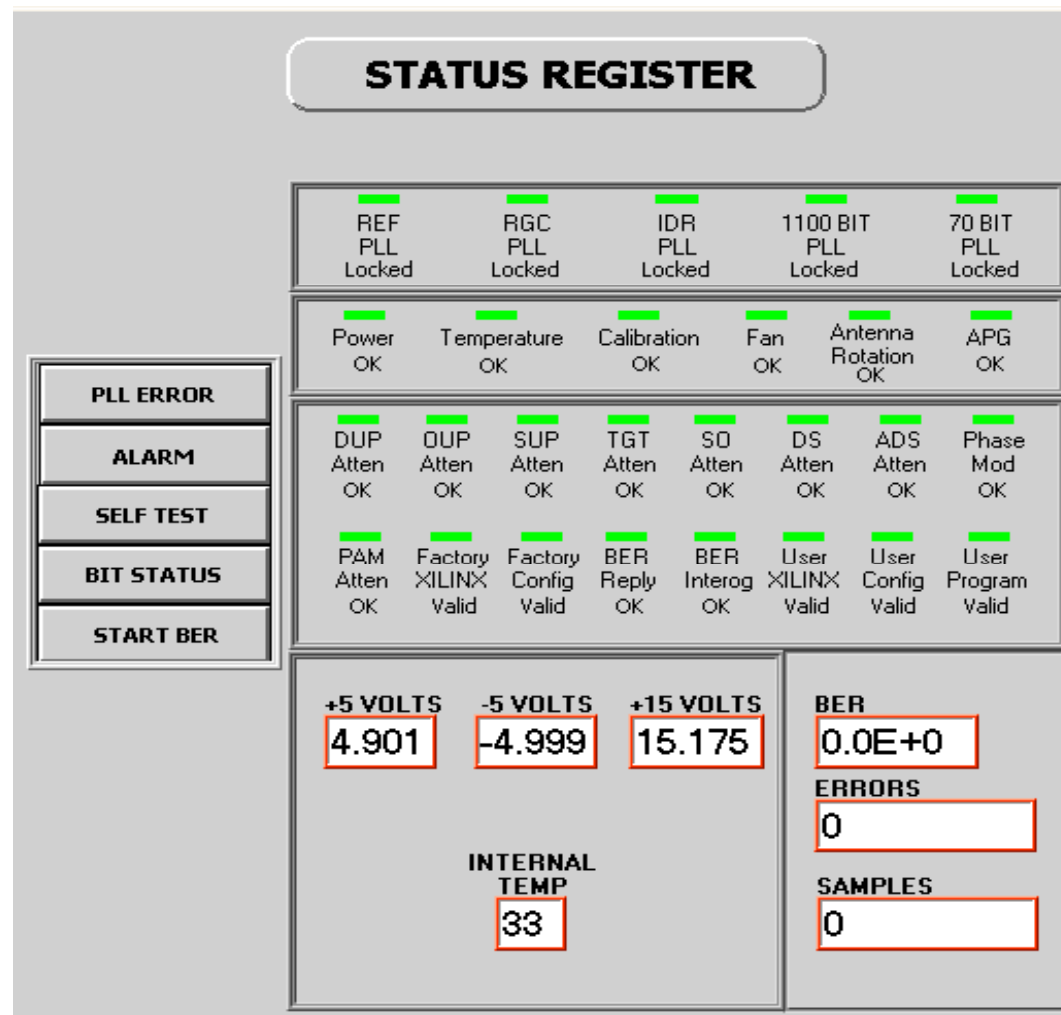 STATUS REGISTER
REF RGC IDR 1100 BIT 70 BIT
PLL PLL PLL PLL PLL
Locked Locked Locked Locked Locked
Power Temperature Calibration Fan Antenna Rotation APG
OK OK OK OK OK OK
PLL ERROR
ALARM
SELF TEST
BIT STATUS
START BER
DUP OUP SUP TGT SO DS ADS Phase
Atten Atten Atten Atten Atten Atten Atten Mod
OK OK OK OK OK OK OK OK
PAM Factory Factory BER BER User User User
Atten XILINX Config Reply Interog XILINX Config Program
OK Valid Valid OK OK Valid Valid Valid
+5 VOLTS -5 VOLTS +15 VOLTS
4.901 -4.999 15.175
INTERNAL
TEMP
33
BER
0.0E+0
ERRORS
0
SAMPLES
0